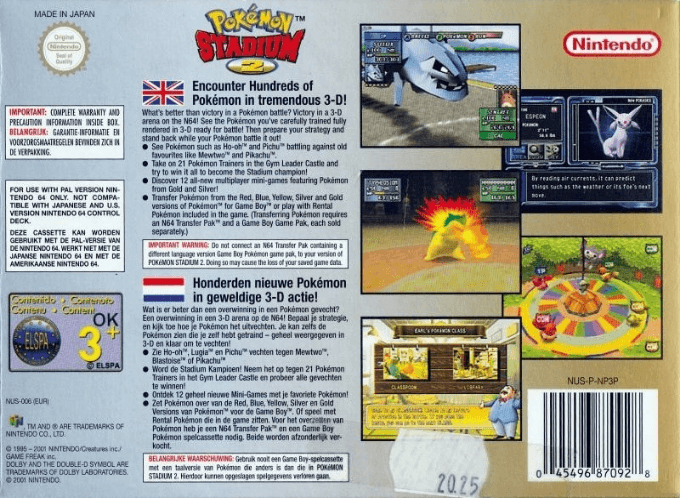 MADE IN JAPAN
Original
Nintendo
Seal of
Quality
POKéMON™
STADIUM
2
Nintendo®
IMPORTANT: COMPLETE WARRANTY AND
PRECAUTION INFORMATION INSIDE BOX.
BELANGRIJK: GARANTIE-INFORMATIE EN
VOORZORGSMAATREGELEN BEVINDEN ZICH IN
DE VERPAKKING.
FOR USE WITH PAL VERSION NIN-
TENDO 64 ONLY. NOT COMPA-
TIBLE WITH JAPANESE AND U.S.
VERSION NINTENDO 64 CONTROL
DECK.
DEZE CASSETTE KAN WORDEN
GEBRUIKT MET DE PAL-VERSIE VAN
DE NINTENDO 64. WERKT NIET MET DE
JAPANSE NINTENDO 64 EN MET DE
AMERIKAANSE NINTENDO 64.
Contenido • Contenuto
Contenu • Content
ELSPA
OK
3+
© ELSPA
NUS-006 (EUR)
TM AND ® ARE TRADEMARKS OF
NINTENDO CO., LTD.
© 1995 – 2001 NINTENDO/Creatures inc./
GAME FREAK inc.
DOLBY AND THE DOUBLE-D SYMBOL ARE
TRADEMARKS OF DOLBY LABORATORIES.
© 2001 NINTENDO.
Encounter Hundreds of
Pokémon in tremendous 3-D!
What's better than victory in a Pokémon battle? Victory in a 3-D
arena on the N64! See the Pokémon you've carefully trained fully
rendered in 3-D ready for battle! Then prepare your strategy and
stand back while your Pokémon battle it out!
● See Pokémon such as Ho-oh™ and Pichu™ battling against old
favourites like Mewtwo™ and Pikachu™.
● Take on 21 Pokémon Trainers in the Gym Leader Castle and
try to win it all to become the Stadium champion!
● Discover 12 all-new multiplayer mini-games featuring Pokémon
from Gold and Silver!
● Transfer Pokémon from the Red, Blue, Yellow, Silver and Gold
versions of Pokémon™ for Game Boy™ or play with Rental
Pokémon included in the game. (Transferring Pokémon requires
an N64 Transfer Pak™ and a Game Boy Game Pak, each sold
separately.)
IMPORTANT WARNING: Do not connect an N64 Transfer Pak containing a
different language version Game Boy Pokémon game pak, to your version of
POKéMON STADIUM 2. Doing so may cause the loss of your saved game data.
Honderden nieuwe Pokémon
in geweldige 3-D actie!
Wat is er beter dan een overwinning in een Pokémon gevecht?
Een overwinning in een 3-D arena op de N64! Bepaal je strategie,
en kijk toe hoe je Pokémon het uitvechten. Je kan zelfs de
Pokémon zien die je zelf hebt getraind – geheel weergegeven in
3-D en klaar om te vechten!
● Zie Ho-oh™, Lugia™ en Pichu™ vechten tegen Mewtwo™,
Blastoise™ of Pikachu™
● Word de Stadium Kampioen! Neem het op tegen 21 Pokémon
Trainers in het Gym Leader Castle en probeer alle gevechten
te winnen!
● Ontdek 12 geheel nieuwe Mini-Games met je favoriete Pokémon!
● Zet Pokémon over van de Red, Blue, Yellow, Silver en Gold
Versions van Pokémon™ voor de Game Boy™. Of speel met
Rental Pokémon die in de game zitten. Voor het overzetten van
Pokémon heb je een N64 Transfer Pak™ en een Game Boy
Pokémon spelcassette nodig. Beide worden afzonderlijk ver-
kocht.
BELANGRIJKE WAARSCHUWING: Gebruik nooit een Game Boy-spelcassette
met een taalversie van Pokémon die anders is dan die in POKéMON
STADIUM 2. Hierdoor kunnen opgeslagen spelgegevens verloren gaan.
ESPEON
POKéMON
By reading air currents, it can predict
things such as the weather or its foe's next
move.
EARL'S POKéMON CLASS
CLASSROOM
LIBRARY
NUS-P-NP3P
0 45496 87092 8
20.25